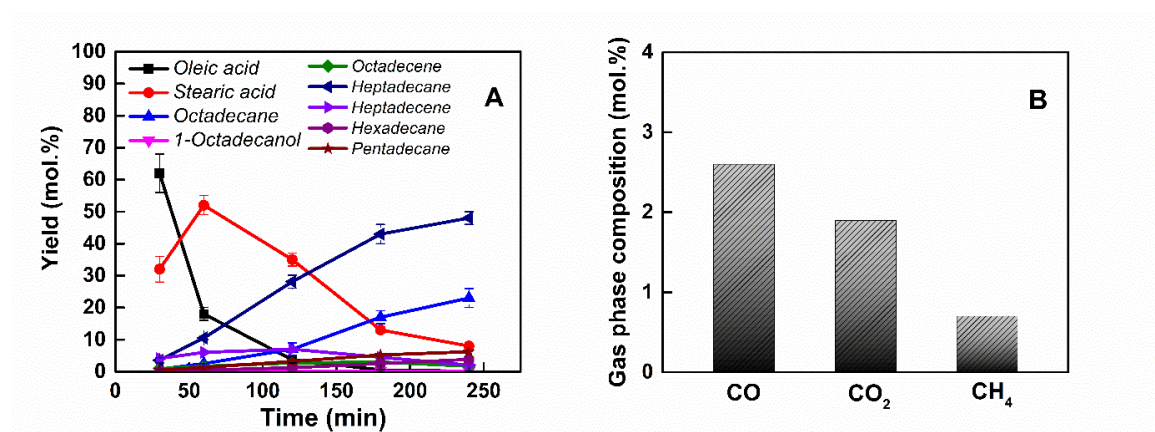 100
90
80
70
60
50
40
30
20
10
0
Yield (mol.%)
Oleic acid
Stearic acid
Octadecane
1-Octadecanol
Octadecene
Heptadecane
Heptadecene
Hexadecane
Pentadecane
A
0 50 100 150 200 250
Time (min)
4
3
2
1
0
Gas phase composition (mol.%)
B
CO CO₂ CH₄